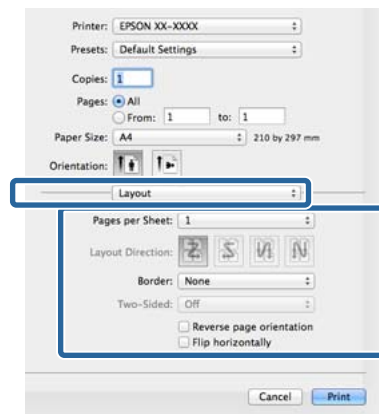 Printer: EPSON XX-XXXX
Presets: Default Settings
Copies: 1
Pages: All
From: 1 to: 1
Paper Size: A4 210 by 297 mm
Orientation:
Layout
Pages per Sheet: 1
Layout Direction:
Border: None
Two-Sided: Off
Reverse page orientation
Flip horizontally
Cancel Print